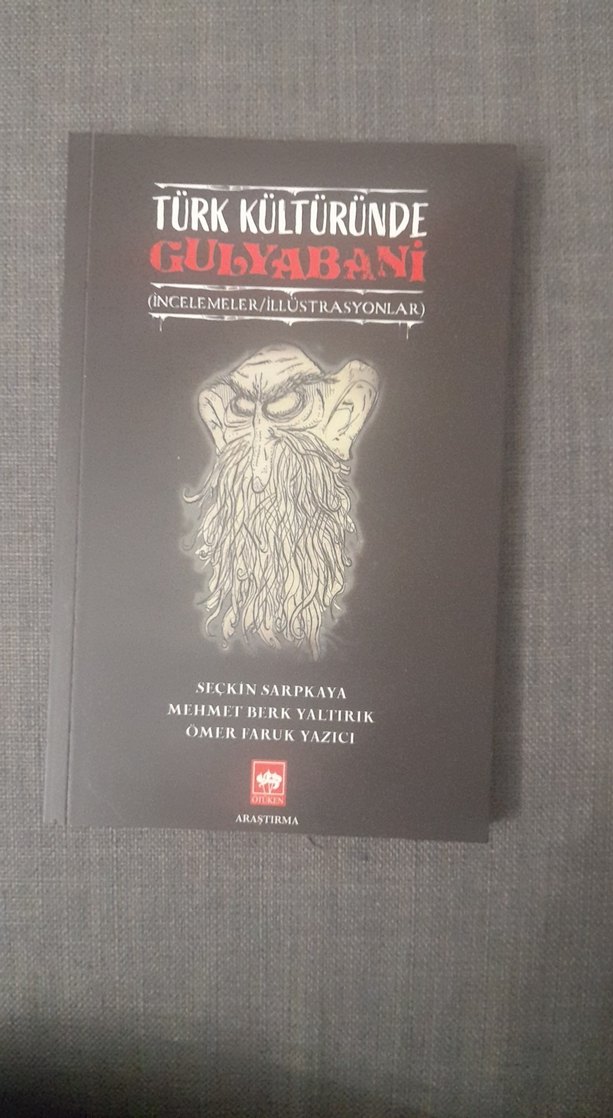 TÜRK KÜLTÜRÜNDE
GULYABANİ
(İNCELEMELER/İLLÜSTRASYONLAR)
SEÇKİN SARPKAYA
MEHMET BERK YALTIRIK
ÖMER FARUK YAZICI
ÖTÜKEN
ARAŞTIRMA